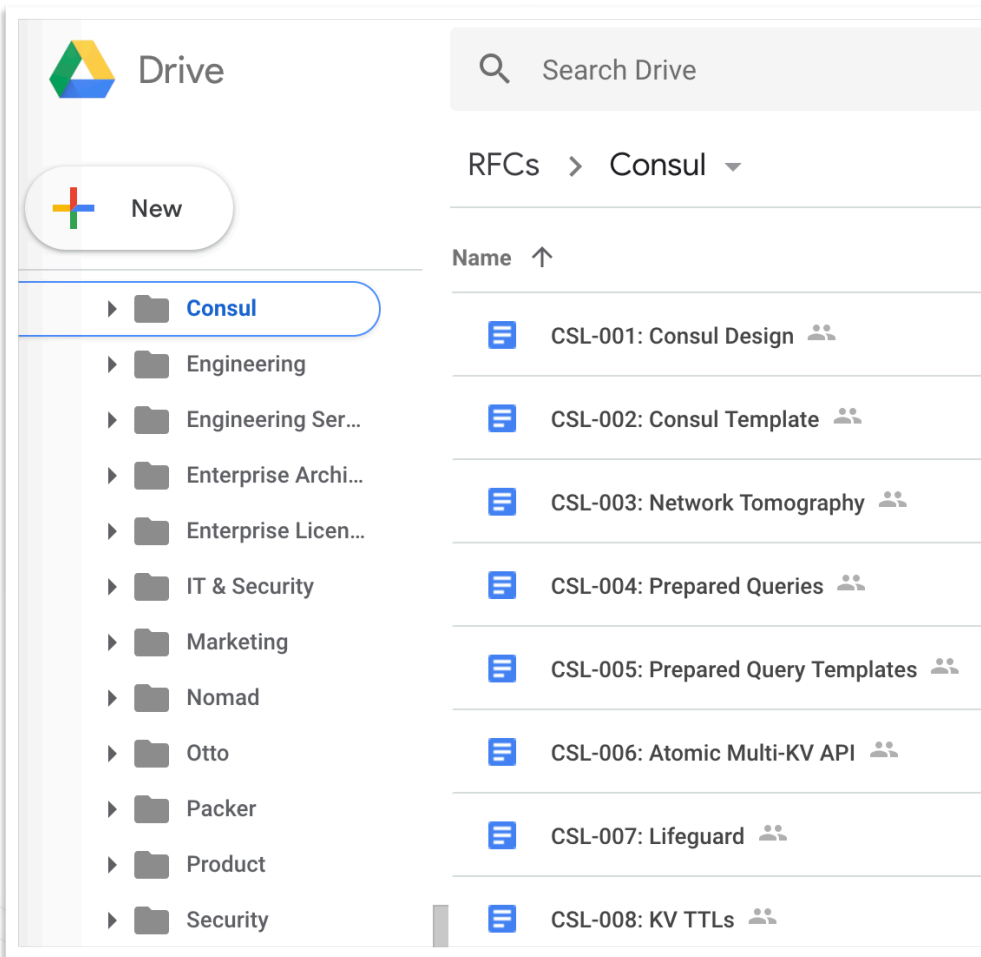 Drive
Search Drive
New
RFCs > Consul
Name
Consul
Engineering
Engineering Ser...
Enterprise Archi...
Enterprise Licen...
IT & Security
Marketing
Nomad
Otto
Packer
Product
Security
CSL-001: Consul Design
CSL-002: Consul Template
CSL-003: Network Tomography
CSL-004: Prepared Queries
CSL-005: Prepared Query Templates
CSL-006: Atomic Multi-KV API
CSL-007: Lifeguard
CSL-008: KV TTLs